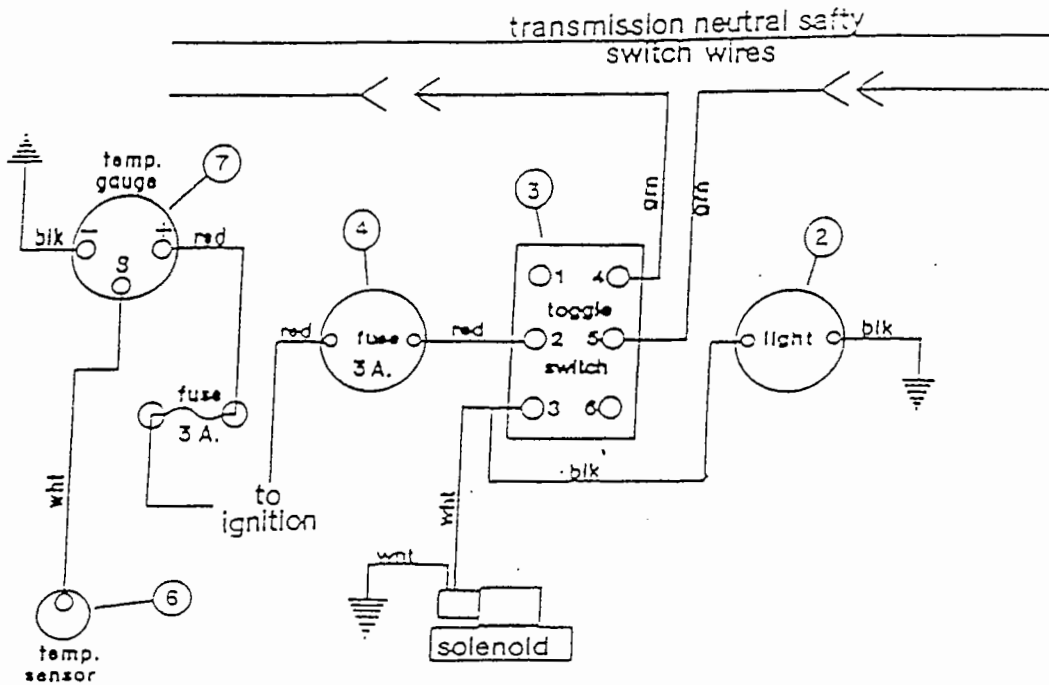 transmission neutral safty
switch wires
temp.
gauge
7
blk
−
+
red
S
4
3
grn
grn
2
1
4
toggle
red
fuse
3 A.
red
2
5
switch
light
blk
3
6
fuse
3 A.
blk
wht
to
ignition
wht
wht
6
temp.
sensor
solenoid